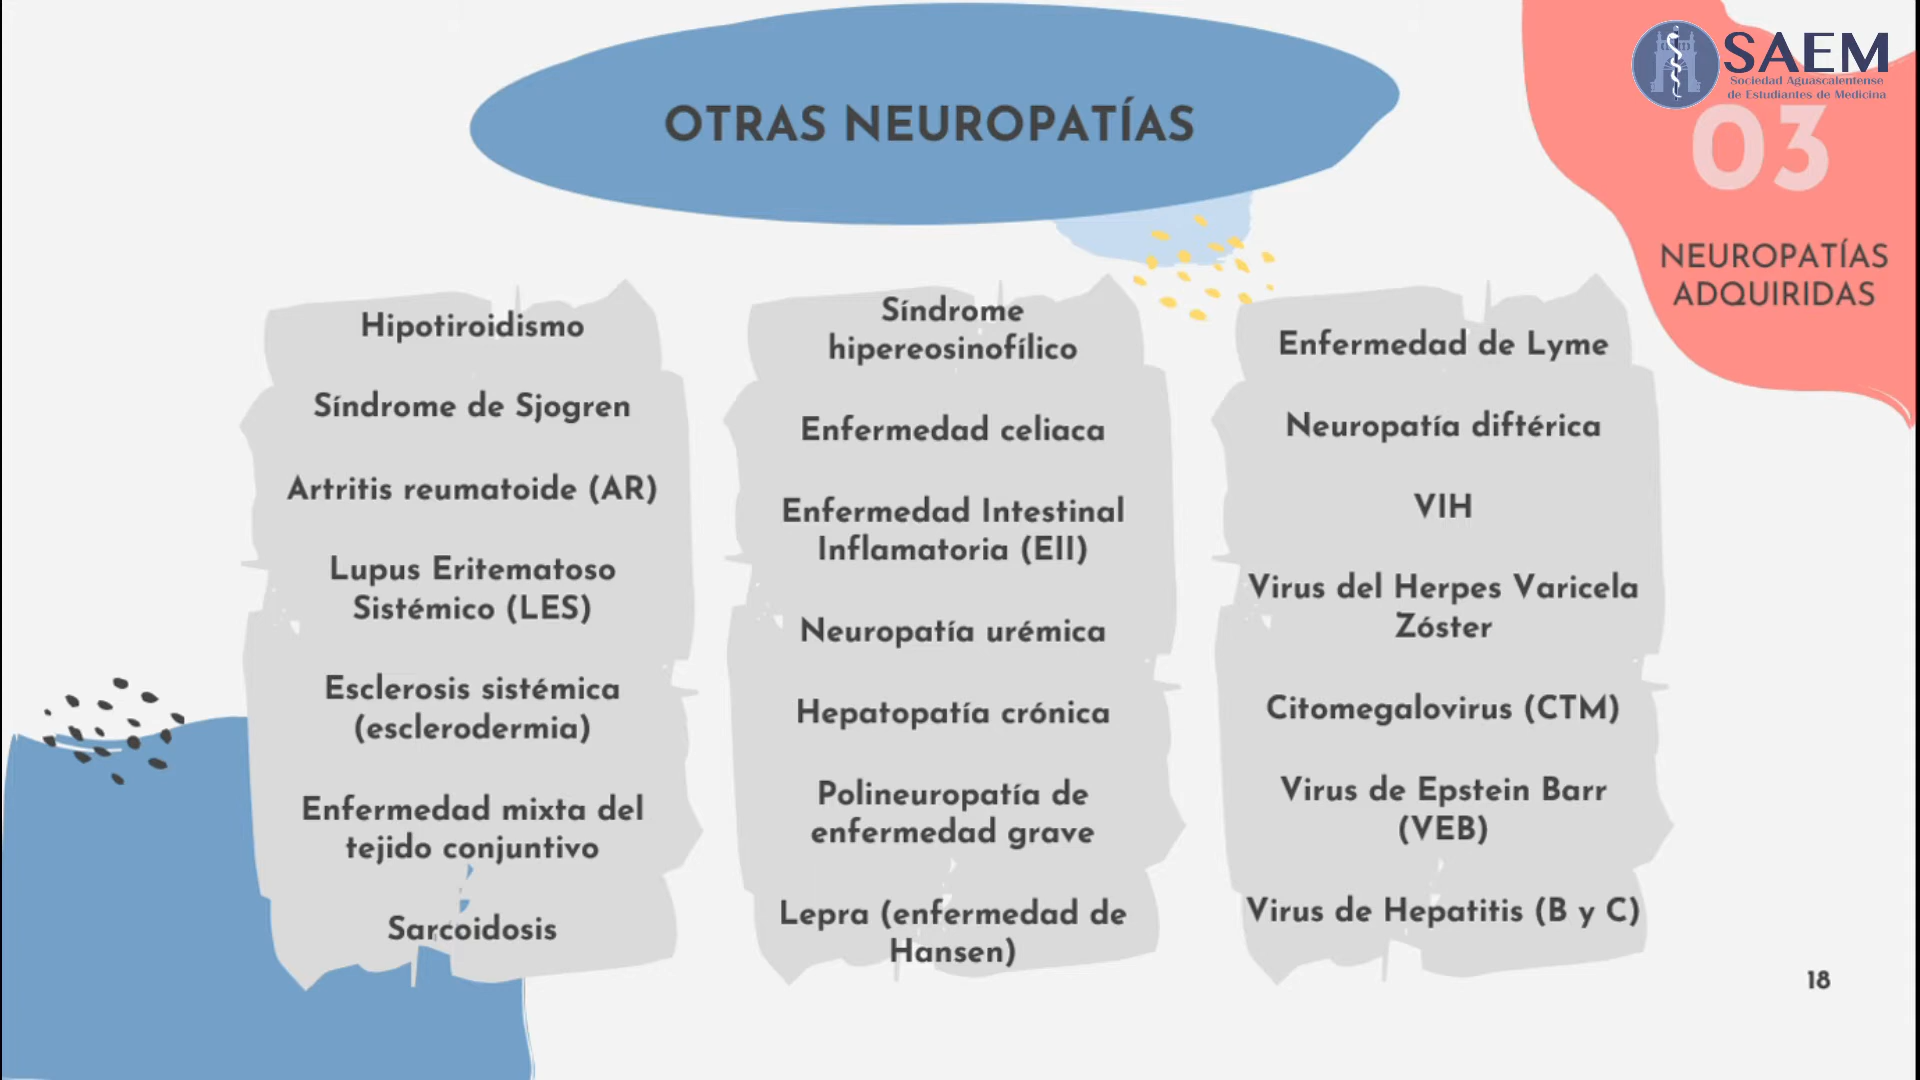 OTRAS NEUROPATÍAS
SAEM
Sociedad Aguascalentense
de Estudiantes de Medicina
03
NEUROPATÍAS
ADQUIRIDAS
Hipotiroidismo
Síndrome de Sjogren
Artritis reumatoide (AR)
Lupus Eritematoso
Sistémico (LES)
Esclerosis sistémica
(esclerodermia)
Enfermedad mixta del
tejido conjuntivo
Sarcoidosis
Síndrome
hipereosinofílico
Enfermedad celiaca
Enfermedad Intestinal
Inflamatoria (EII)
Neuropatía urémica
Hepatopatía crónica
Polineuropatía de
enfermedad grave
Lepra (enfermedad de
Hansen)
Enfermedad de Lyme
Neuropatía diftérica
VIH
Virus del Herpes Varicela
Zóster
Citomegalovirus (CTM)
Virus de Epstein Barr
(VEB)
Virus de Hepatitis (B y C)
18